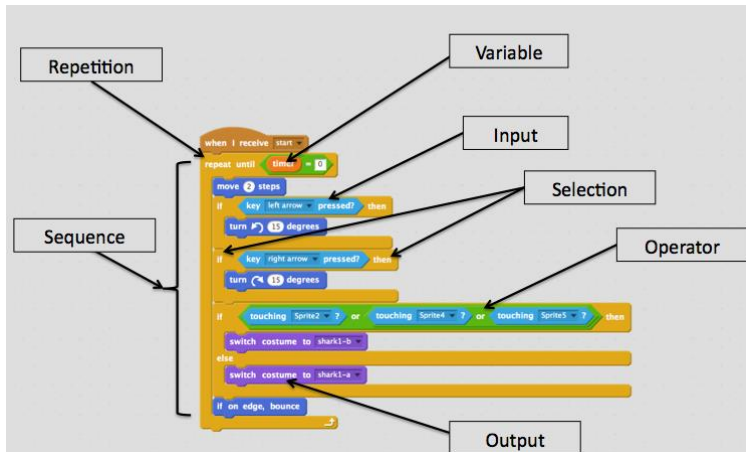 Variable
Repetition
Input
when I receive start
repeat until timer = 0
move 2 steps
Selection
if key left arrow pressed? then
turn 15 degrees
Sequence
Operator
if key right arrow pressed? then
turn 15 degrees
if touching Sprite2 ? or touching Sprite4 ? or touching Sprite5 ? then
switch costume to shark1-b
else
switch costume to shark1-a
if on edge, bounce
Output